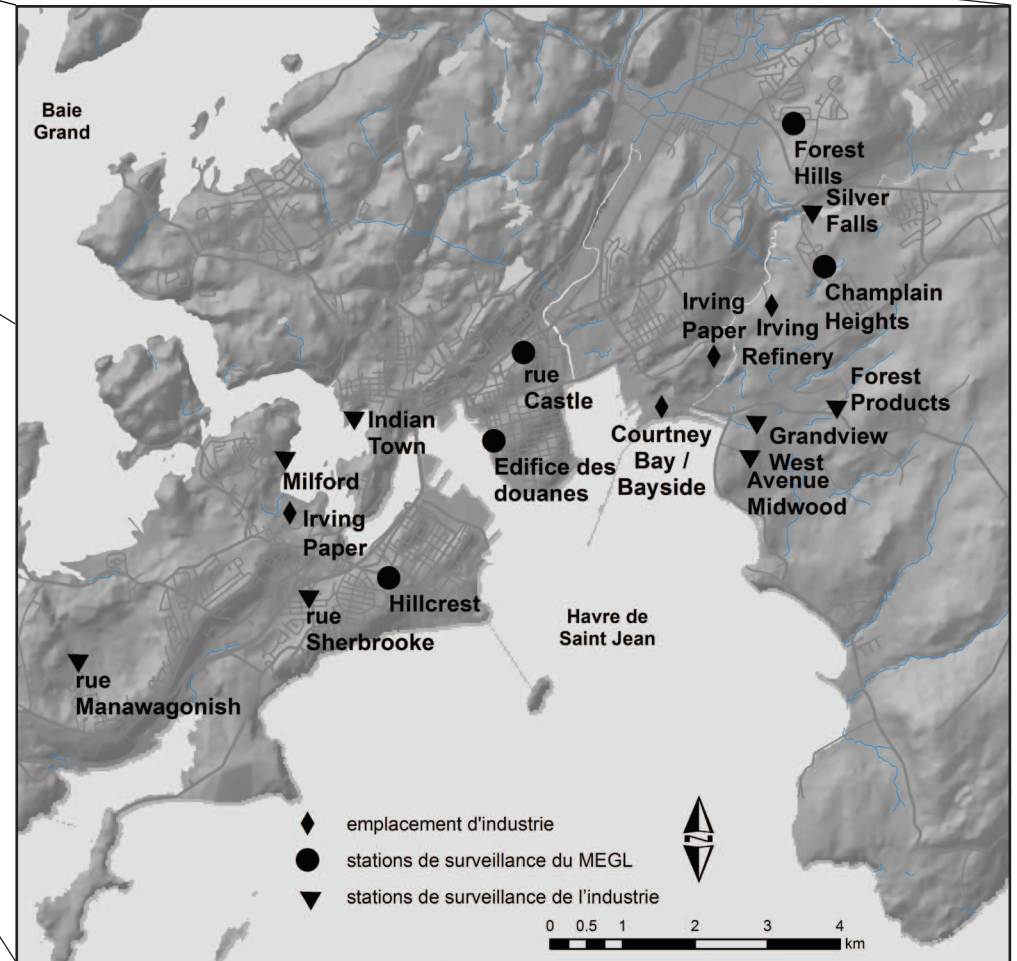 Baie
Grand
Forest
Hills
Silver
Falls
Champlain
Heights
Irving
Paper
Irving
Refinery
Forest
Products
rue
Castle
Indian
Town
Courtney
Bay /
Bayside
Grandview
West
Avenue
Midwood
Edifice des
douanes
Milford
Irving
Paper
Hillcrest
rue
Sherbrooke
Havre de
Saint Jean
rue
Manawagonish
emplacement d'industrie
stations de surveillance du MEGL
stations de surveillance de l’industrie
N
0 0.5 1 2 3 4
km